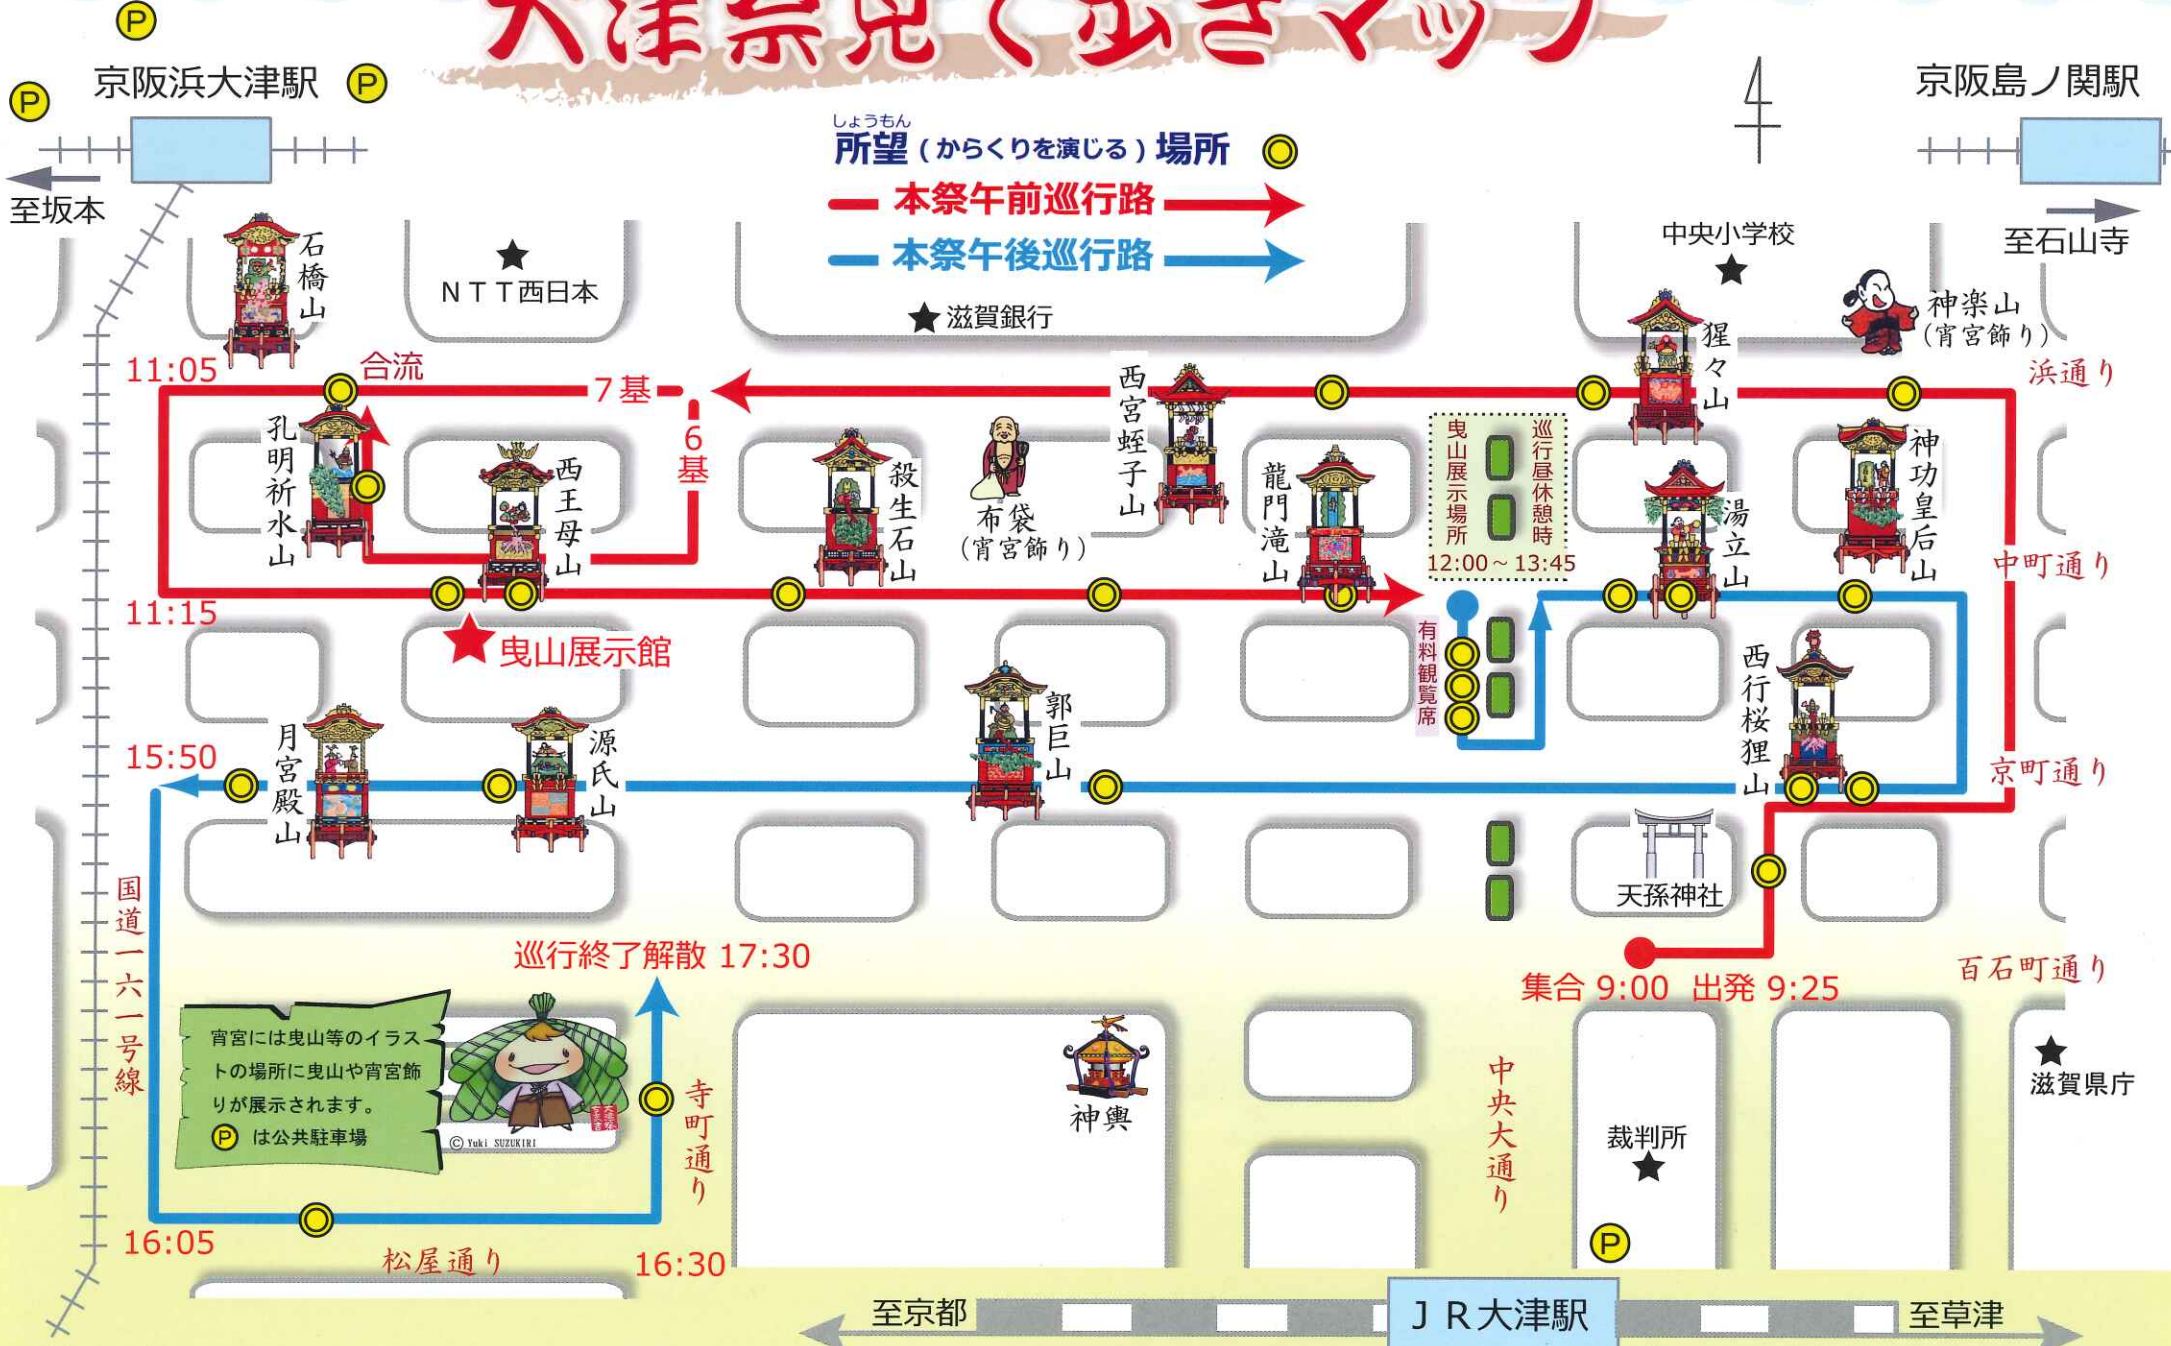 大津祭見て歩きマップ
P
京阪浜大津駅
P
P
京阪島ノ関駅
しょうもん
所望（からくりを演じる）場所
本祭午前巡行路
本祭午後巡行路
至坂本
至石山寺
石橋山
NTT西日本
滋賀銀行
中央小学校
神楽山
（宵宮飾り）
猩々山
浜通り
11:05
合流
7基
6基
西宮蛭子山
孔明祈水山
西王母山
殺生石山
布袋
（宵宮飾り）
龍門滝山
曳山展示場所
巡行昼休憩時
12:00～13:45
湯立山
神功皇后山
中町通り
11:15
曳山展示館
有料観覧席
西行桜狸山
月宮殿山
源氏山
郭巨山
15:50
京町通り
天孫神社
国道一六一号線
巡行終了解散 17:30
集合 9:00 出発 9:25
百石町通り
宵宮には曳山等のイラス
トの場所に曳山や宵宮飾
りが展示されます。
P は公共駐車場
© Yuki SUZUKIRI
寺町通り
神輿
中央大通り
裁判所
P
滋賀県庁
16:05
松屋通り
16:30
至京都
JR大津駅
至草津